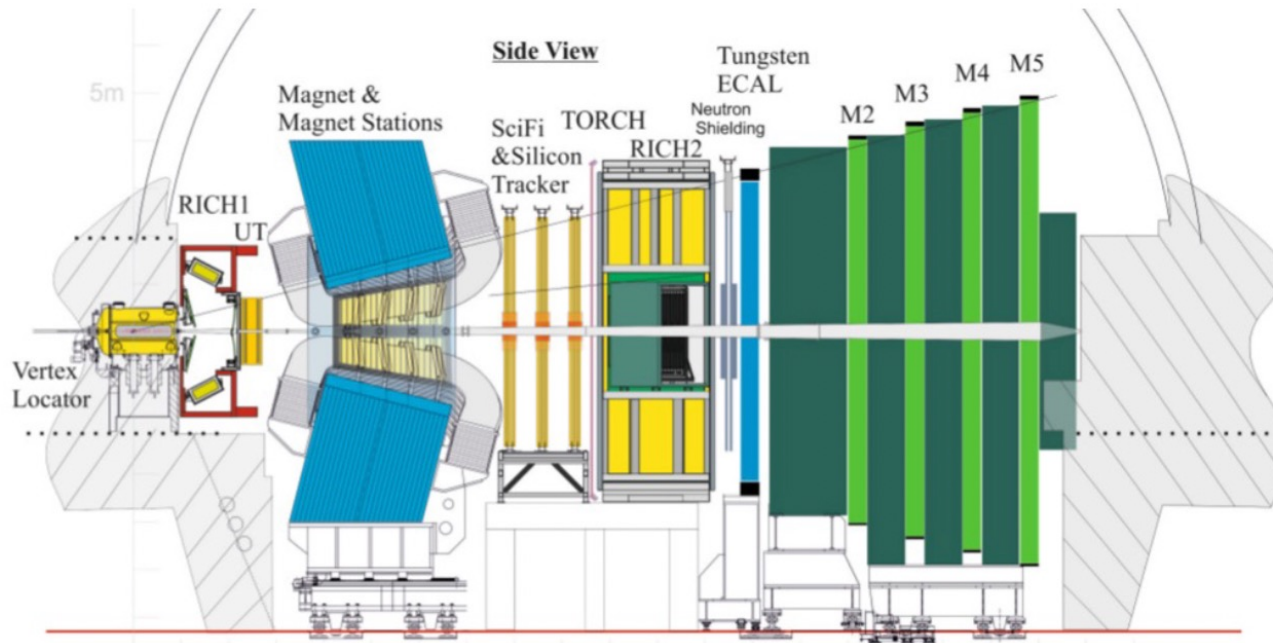 Side View
5m
Magnet &
Magnet Stations
SciFi
&Silicon
Tracker
TORCH
RICH2
Tungsten
ECAL
Neutron
Shielding
M2
M3
M4
M5
RICH1
UT
Vertex
Locator